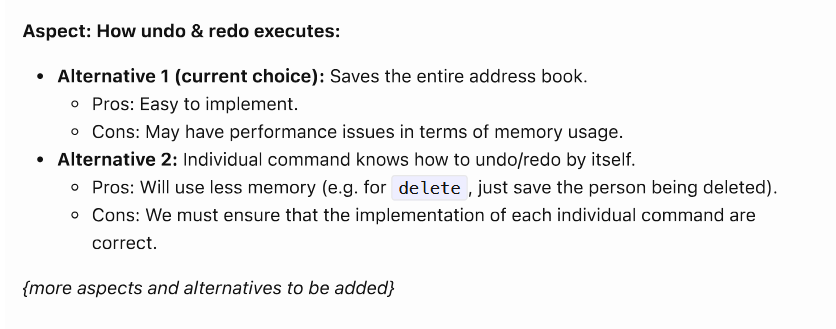 Aspect: How undo & redo executes:
• Alternative 1 (current choice): Saves the entire address book.
◦ Pros: Easy to implement.
◦ Cons: May have performance issues in terms of memory usage.
• Alternative 2: Individual command knows how to undo/redo by itself.
◦ Pros: Will use less memory (e.g. for delete, just save the person being deleted).
◦ Cons: We must ensure that the implementation of each individual command are
correct.
{more aspects and alternatives to be added}